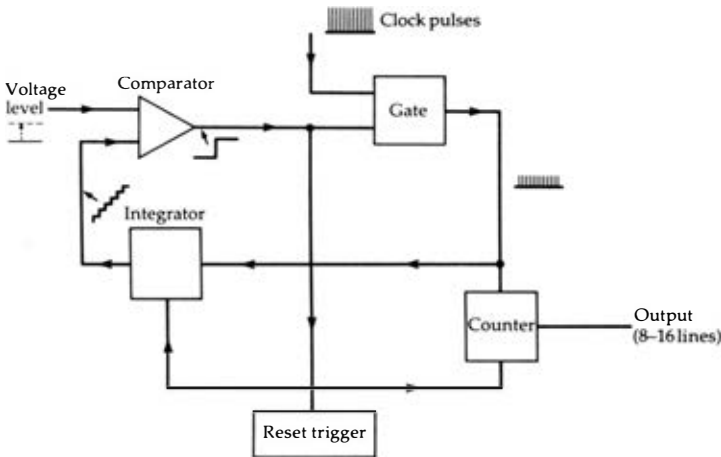 Clock pulses
Voltage
level
Comparator
Gate
Integrator
Counter
Output
(8–16 lines)
Reset trigger